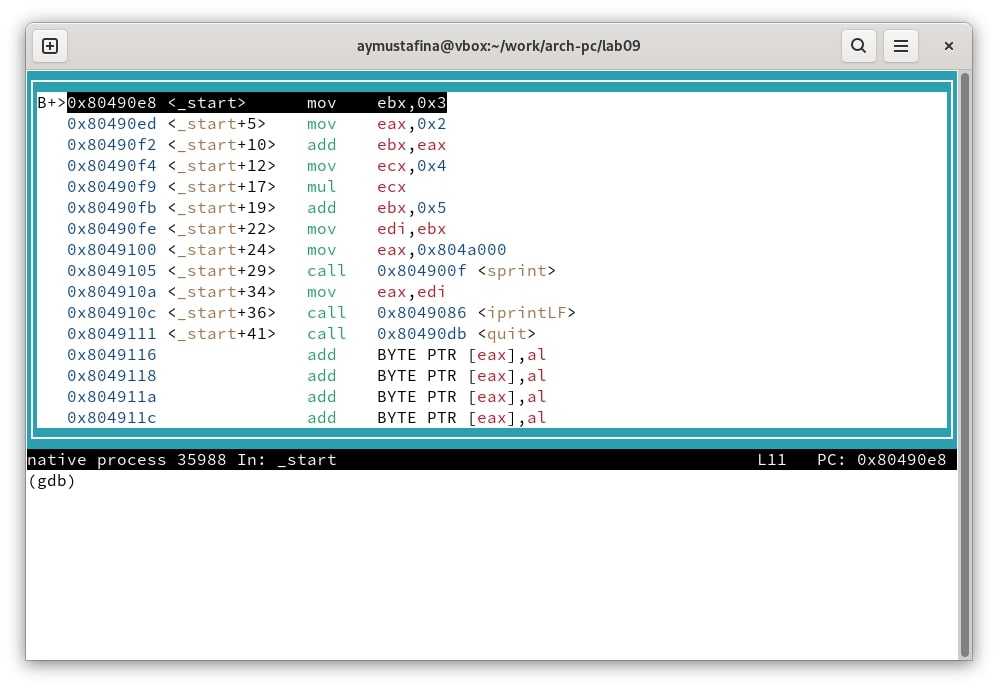 aymustafina@vbox:~/work/arch-pc/lab09
B+>0x80490e8 <_start>      mov    ebx,0x3
0x80490ed <_start+5>    mov    eax,0x2
0x80490f2 <_start+10>   add    ebx,eax
0x80490f4 <_start+12>   mov    ecx,0x4
0x80490f9 <_start+17>   mul    ecx
0x80490fb <_start+19>   add    ebx,0x5
0x80490fe <_start+22>   mov    edi,ebx
0x8049100 <_start+24>   mov    eax,0x804a000
0x8049105 <_start+29>   call   0x804900f <sprint>
0x804910a <_start+34>   mov    eax,edi
0x804910c <_start+36>   call   0x8049086 <iprintLF>
0x8049111 <_start+41>   call   0x80490db <quit>
0x8049116               add    BYTE PTR [eax],al
0x8049118               add    BYTE PTR [eax],al
0x804911a               add    BYTE PTR [eax],al
0x804911c               add    BYTE PTR [eax],al
native process 35988 In: _start                                          L11   PC: 0x80490e8
(gdb)